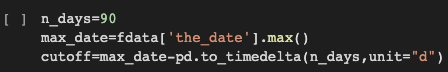 [ ] n_days=90
max_date=fdata['the_date'].max()
cutoff=max_date-pd.to_timedelta(n_days,unit="d")